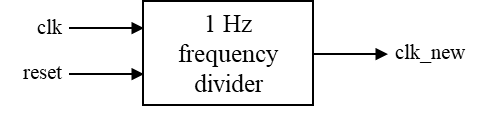 clk
reset
1 Hz
frequency
divider
clk_new